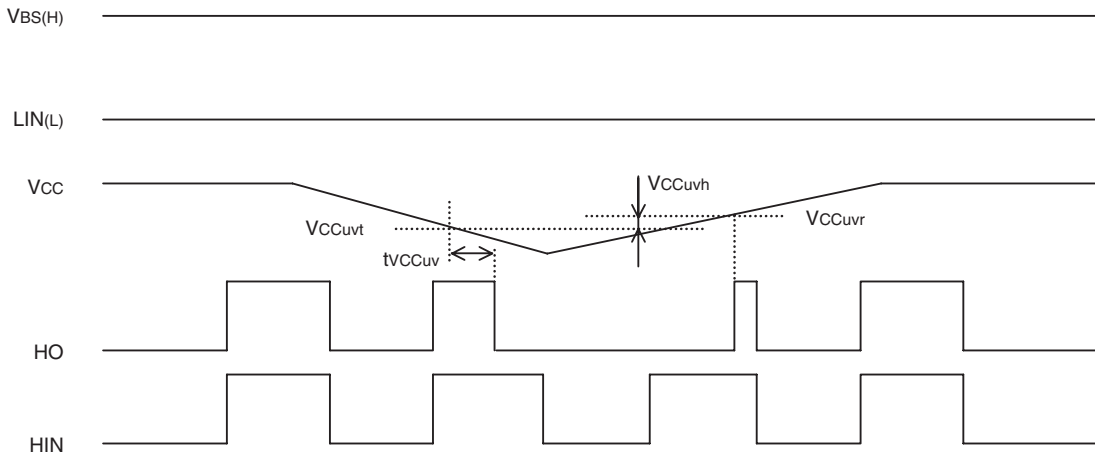 VBS(H)
LIN(L)
VCC
VCCuvh
VCCuvr
VCCuvt
tVCCuv
HO
HIN